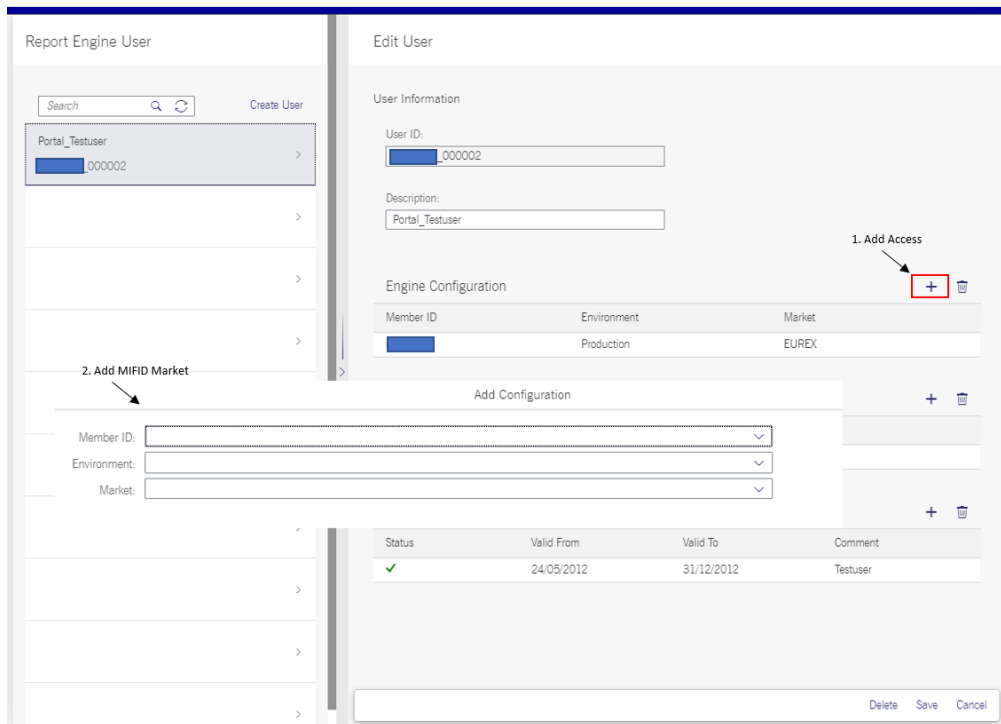 Report Engine User
Search
Create User
Portal_Testuser
_000002
Edit User
User Information
User ID:
_000002
Description:
Portal_Testuser
1. Add Access
Engine Configuration
Member ID Environment Market
Production EUREX
2. Add MIFID Market
Add Configuration
Member ID:
Environment:
Market:
Status Valid From Valid To Comment
24/05/2012 31/12/2012 Testuser
Delete Save Cancel